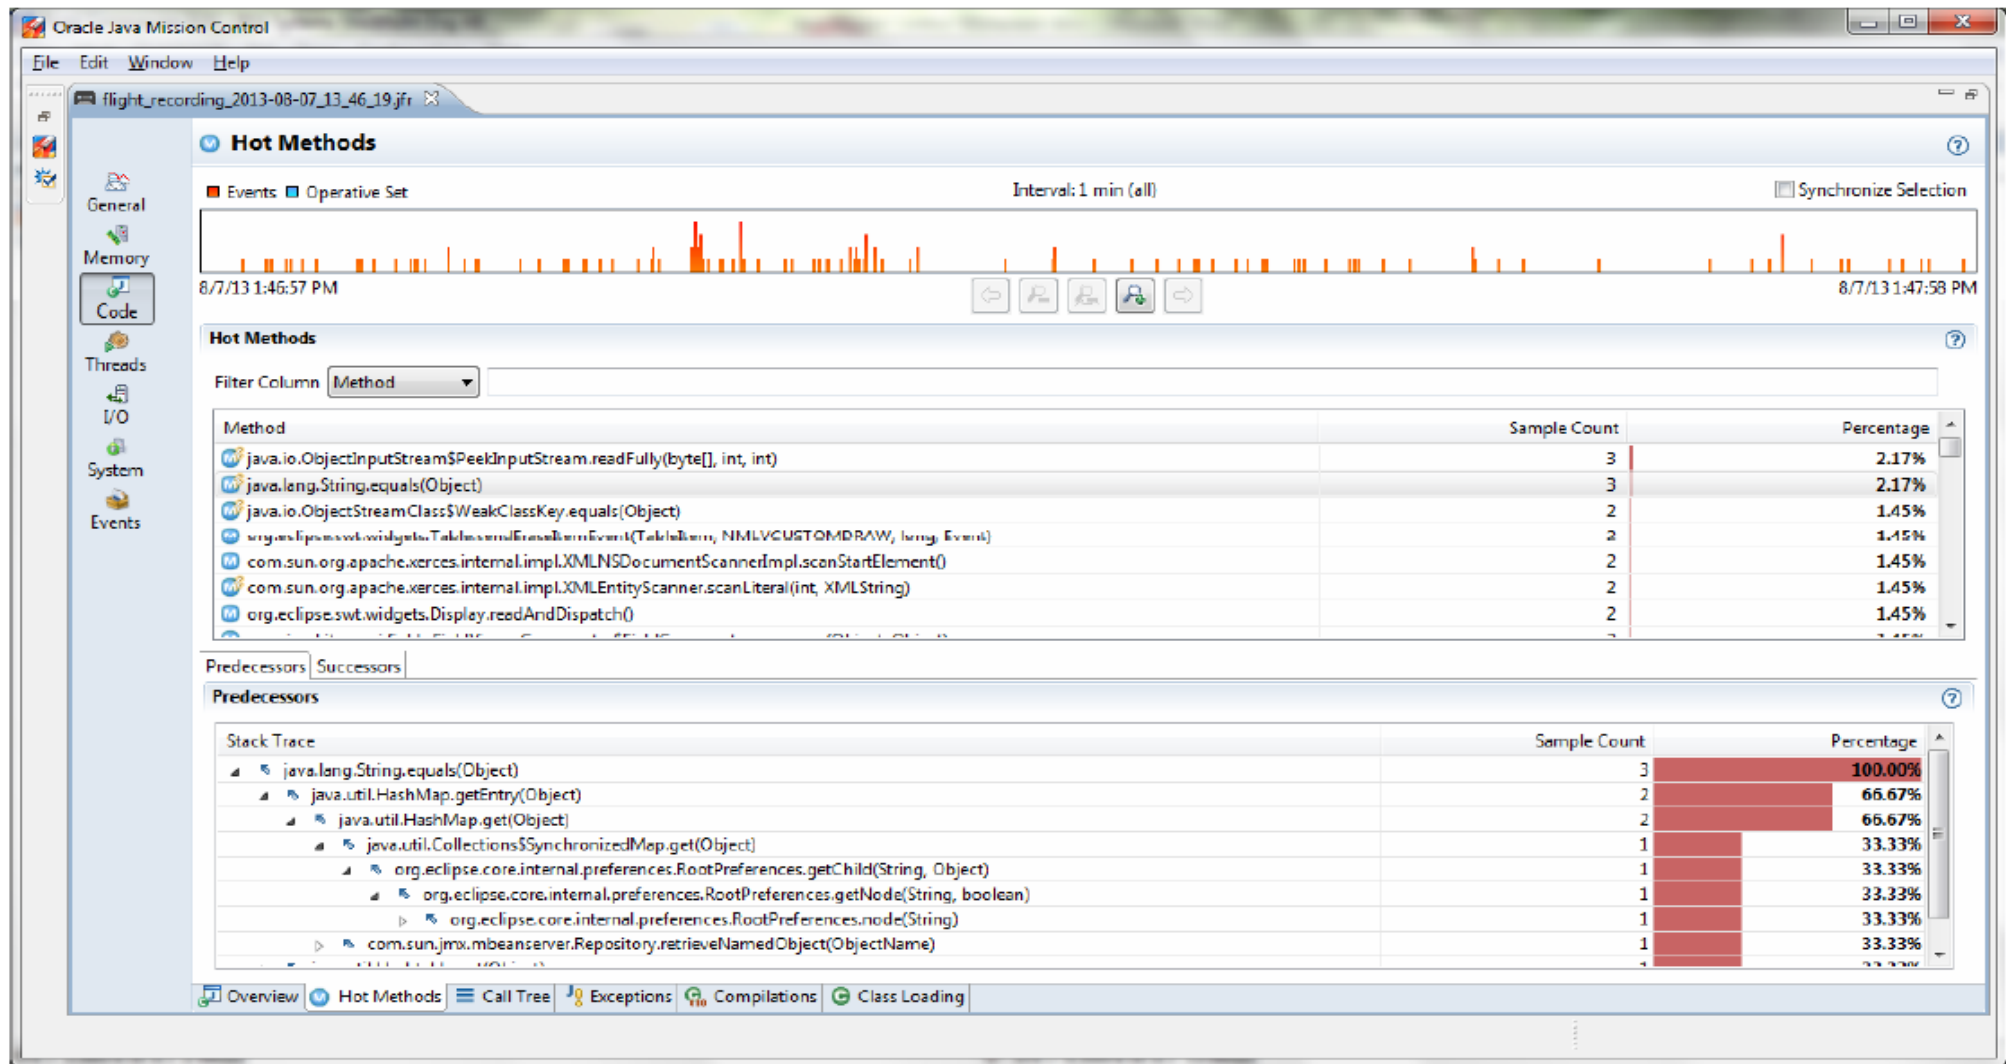 Oracle Java Mission Control
File Edit Window Help
flight_recording_2013-08-07_13_46_19.jfr
Hot Methods
Events Operative Set Interval: 1 min (all) Synchronize Selection
8/7/13 1:46:57 PM 8/7/13 1:47:58 PM
General
Memory
Code
Threads
I/O
System
Events
Hot Methods
Filter Column Method
Method Sample Count Percentage
java.io.ObjectInputStream$PeekInputStream.readFully(byte[], int, int) 3 2.17%
java.lang.String.equals(Object) 3 2.17%
java.io.ObjectStreamClass$WeakClassKey.equals(Object) 2 1.45%
org.eclipse.swt.widgets.Table.sendEraseItemEvent(TableItem, NMLVCUSTOMDRAW, long, Event) 2 1.45%
com.sun.org.apache.xerces.internal.impl.XMLNSDocumentScannerImpl.scanStartElement() 2 1.45%
com.sun.org.apache.xerces.internal.impl.XMLEntityScanner.scanLiteral(int, XMLString) 2 1.45%
org.eclipse.swt.widgets.Display.readAndDispatch() 2 1.45%
Predecessors Successors
Predecessors
Stack Trace Sample Count Percentage
java.lang.String.equals(Object) 3 100.00%
java.util.HashMap.getEntry(Object) 2 66.67%
java.util.HashMap.get(Object) 2 66.67%
java.util.Collections$SynchronizedMap.get(Object) 1 33.33%
org.eclipse.core.internal.preferences.RootPreferences.getChild(String, Object) 1 33.33%
org.eclipse.core.internal.preferences.RootPreferences.getNode(String, boolean) 1 33.33%
org.eclipse.core.internal.preferences.RootPreferences.node(String) 1 33.33%
com.sun.jmx.mbeanserver.Repository.retrieveNamedObject(ObjectName) 1 33.33%
Overview Hot Methods Call Tree Exceptions Compilations Class Loading